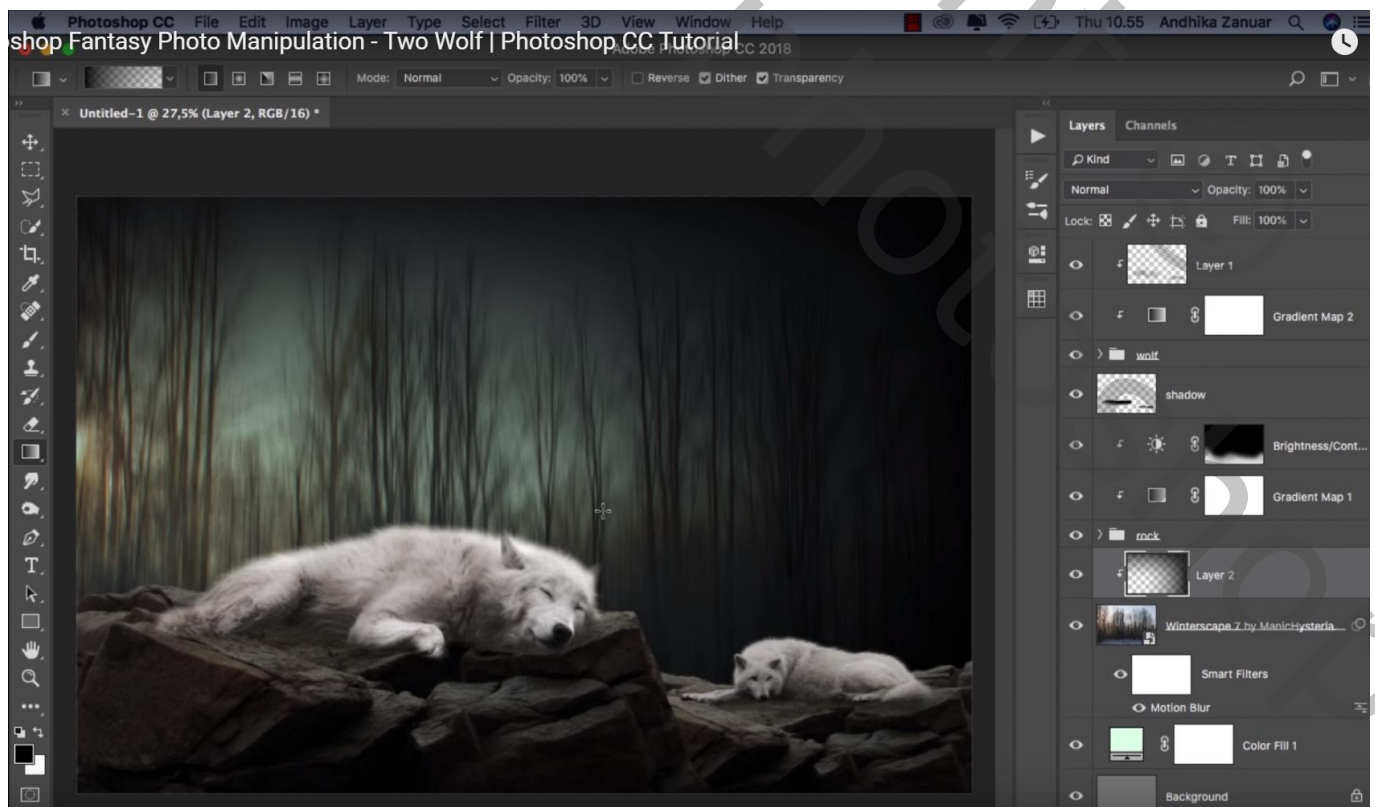 Photoshop CC File Edit Image Layer Type Select Filter 3D View Window Help Thu 10.55 Andhika Zanuar
shop Fantasy Photo Manipulation - Two Wolf | Photoshop CC Tutorial
Adobe Photoshop CC 2018
Mode: Normal Opacity: 100% Reverse Dither Transparency
Untitled-1 @ 27,5% (Layer 2, RGB/16) *
Layers Channels
Kind
Normal Opacity: 100%
Lock: Fill: 100%
Layer 1
Gradient Map 2
wolf
shadow
Brightness/Cont...
Gradient Map 1
rock
Layer 2
Winterscape 7 by ManicHysteria...
Smart Filters
Motion Blur
Color Fill 1
Background